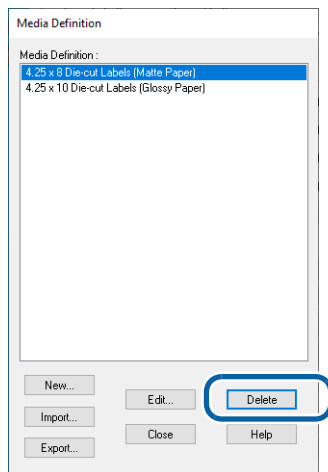 Media Definition
Media Definition :
4.25 x 8 Die-cut Labels (Matte Paper)
4.25 x 10 Die-cut Labels (Glossy Paper)
New...
Edit...
Delete
Import...
Close
Help
Export...